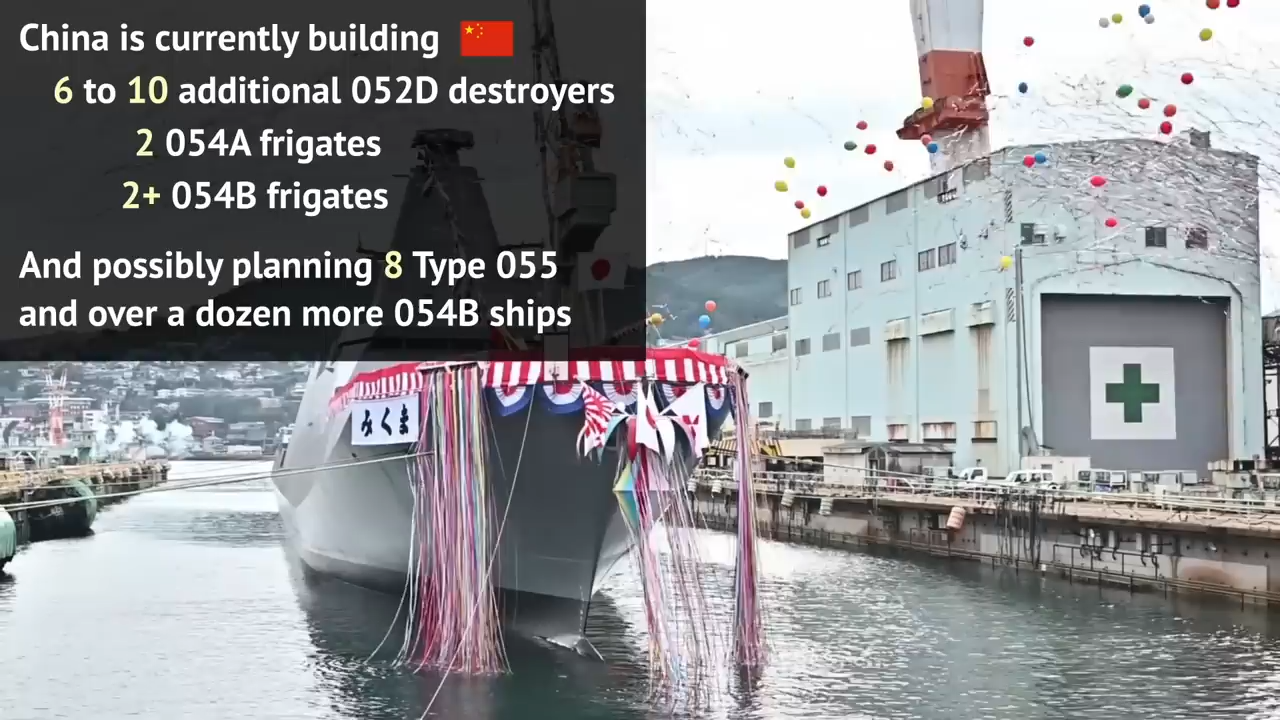 China is currently building
6 to 10 additional 052D destroyers
2 054A frigates
2+ 054B frigates
And possibly planning 8 Type 055
and over a dozen more 054B ships
みくま